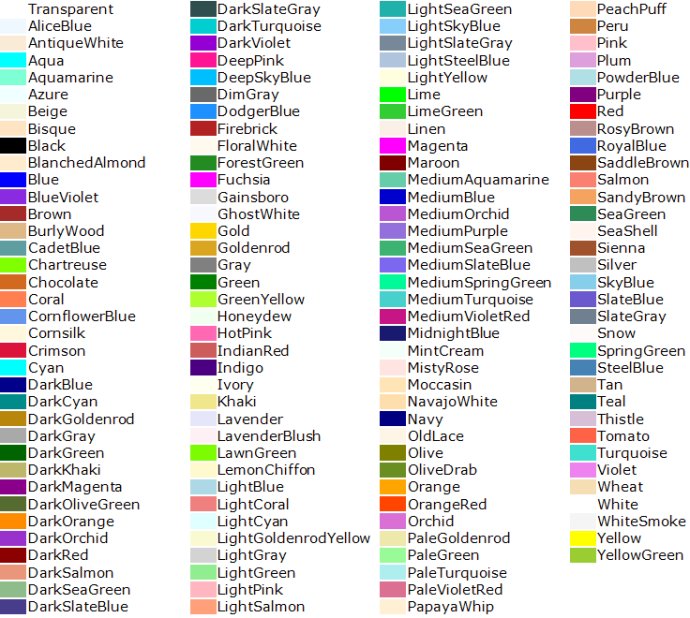 Transparent
AliceBlue
AntiqueWhite
Aqua
Aquamarine
Azure
Beige
Bisque
Black
BlanchedAlmond
Blue
BlueViolet
Brown
BurlyWood
CadetBlue
Chartreuse
Chocolate
Coral
CornflowerBlue
Cornsilk
Crimson
Cyan
DarkBlue
DarkCyan
DarkGoldenrod
DarkGray
DarkGreen
DarkKhaki
DarkMagenta
DarkOliveGreen
DarkOrange
DarkOrchid
DarkRed
DarkSalmon
DarkSeaGreen
DarkSlateBlue
DarkSlateGray
DarkTurquoise
DarkViolet
DeepPink
DeepSkyBlue
DimGray
DodgerBlue
Firebrick
FloralWhite
ForestGreen
Fuchsia
Gainsboro
GhostWhite
Gold
Goldenrod
Gray
Green
GreenYellow
Honeydew
HotPink
IndianRed
Indigo
Ivory
Khaki
Lavender
LavenderBlush
LawnGreen
LemonChiffon
LightBlue
LightCoral
LightCyan
LightGoldenrodYellow
LightGray
LightGreen
LightPink
LightSalmon
LightSeaGreen
LightSkyBlue
LightSlateGray
LightSteelBlue
LightYellow
Lime
LimeGreen
Linen
Magenta
Maroon
MediumAquamarine
MediumBlue
MediumOrchid
MediumPurple
MediumSeaGreen
MediumSlateBlue
MediumSpringGreen
MediumTurquoise
MediumVioletRed
MidnightBlue
MintCream
MistyRose
Moccasin
NavajoWhite
Navy
OldLace
Olive
OliveDrab
Orange
OrangeRed
Orchid
PaleGoldenrod
PaleGreen
PaleTurquoise
PaleVioletRed
PapayaWhip
PeachPuff
Peru
Pink
Plum
PowderBlue
Purple
Red
RosyBrown
RoyalBlue
SaddleBrown
Salmon
SandyBrown
SeaGreen
SeaShell
Sienna
Silver
SkyBlue
SlateBlue
SlateGray
Snow
SpringGreen
SteelBlue
Tan
Teal
Thistle
Tomato
Turquoise
Violet
Wheat
White
WhiteSmoke
Yellow
YellowGreen